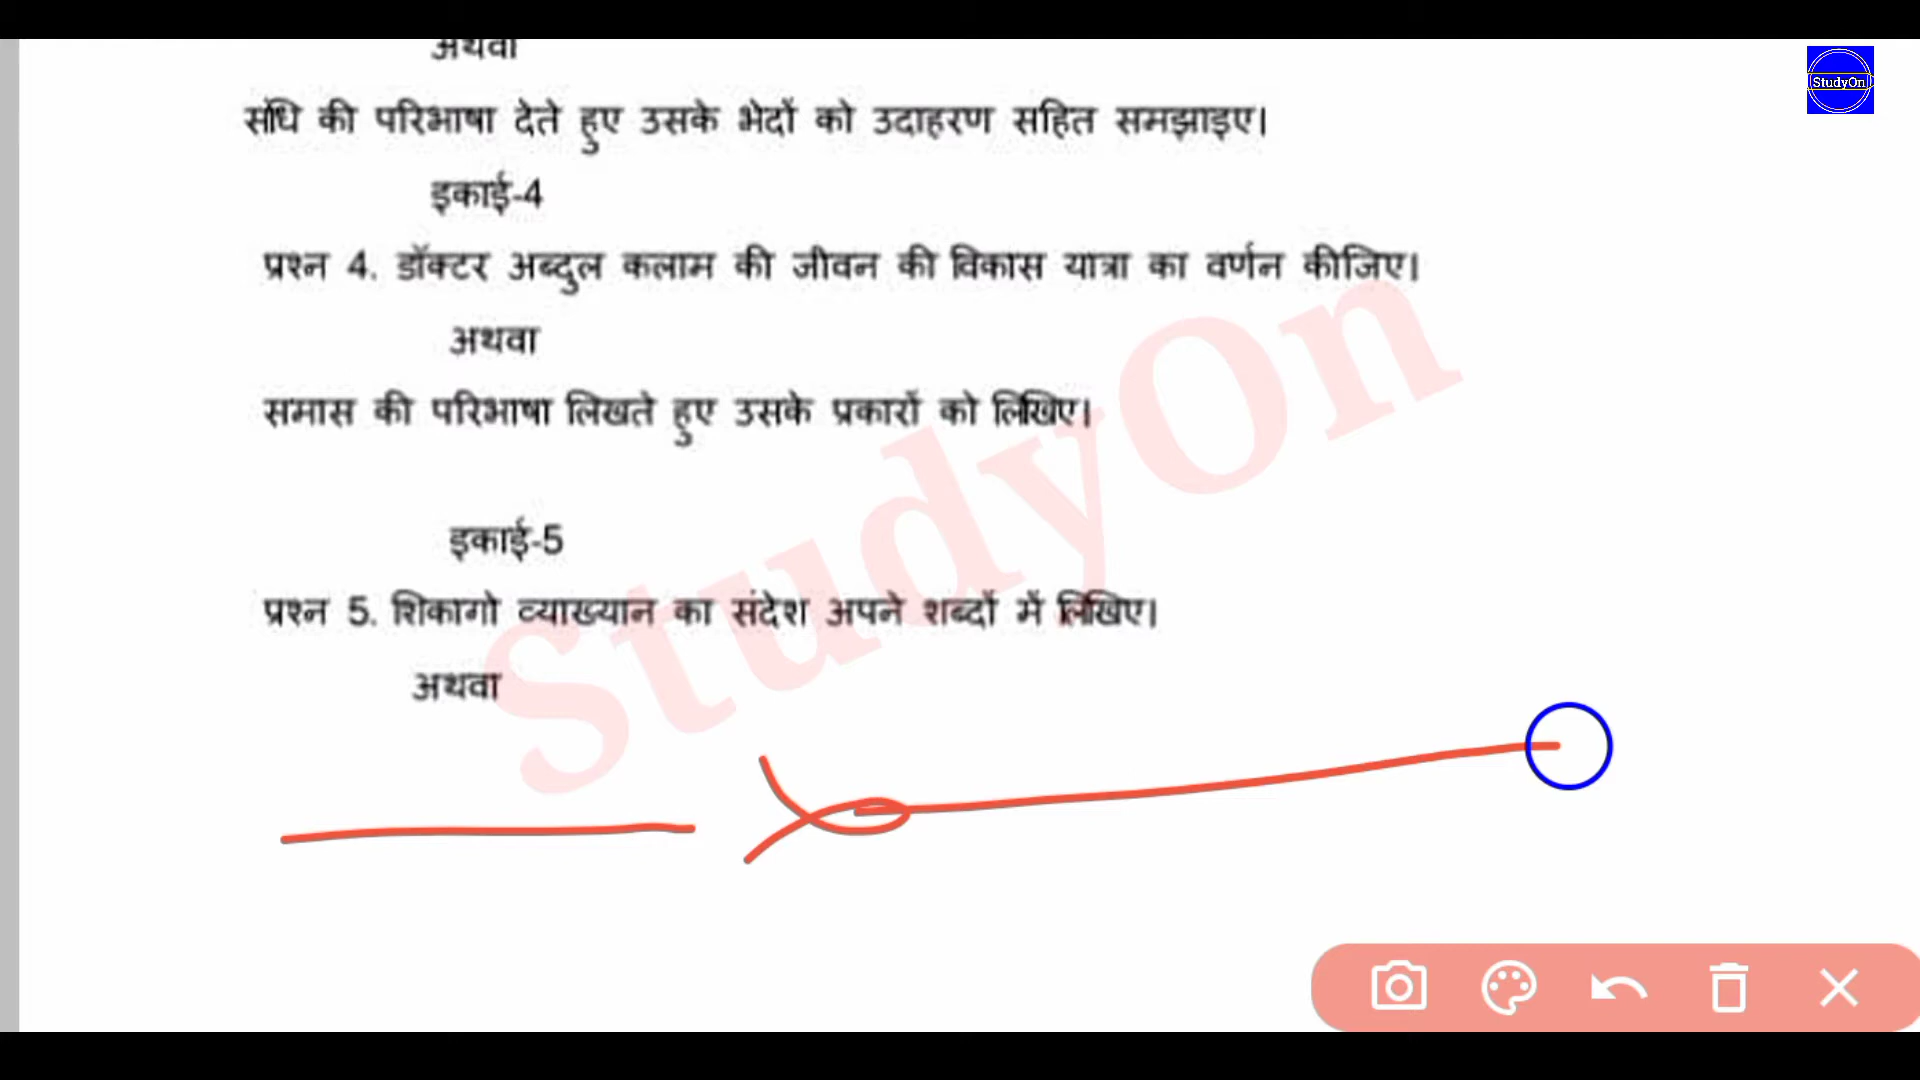 अथवा
StudyOn
संधि की परिभाषा देते हुए उसके भेदों को उदाहरण सहित समझाइए।
इकाई-4
प्रश्न 4. डॉक्टर अब्दुल कलाम की जीवन की विकास यात्रा का वर्णन कीजिए।
अथवा
समास की परिभाषा लिखते हुए उसके प्रकारों को लिखिए।
StudyOn
इकाई-5
प्रश्न 5. शिकागो व्याख्यान का संदेश अपने शब्दों में लिखिए।
अथवा